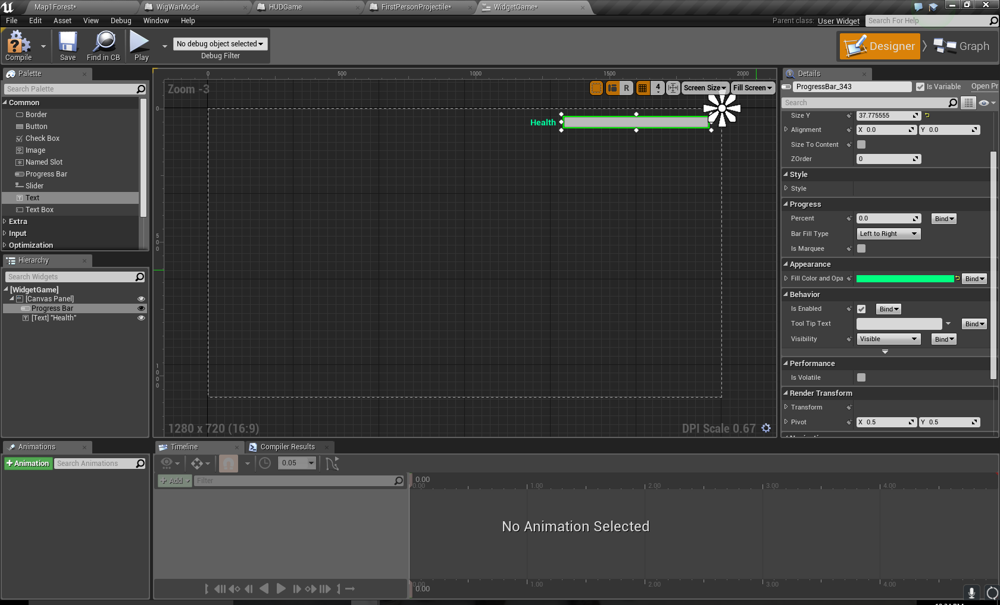 Map1Forest*
WigWarMode
HUDGame
FirstPersonProjectile*
WidgetGame*
File Edit Asset View Debug Window Help
Parent class: User Widget
Search For Help
Compile
Save
Find in CB
Play
No debug object selected
Debug Filter
Designer
Graph
Palette
Search Palette
Common
Border
Button
Check Box
Image
Named Slot
Progress Bar
Slider
Text
Text Box
Extra
Input
Optimization
Hierarchy
Search Widgets
[WidgetGame]
[Canvas Panel]
Progress Bar
[Text] "Health"
0 500 1000 1500 2000
Zoom -3
R
4
Screen Size
Fill Screen
0
500
1000
Health
1280 x 720 (16:9)
DPI Scale 0.67
Details
ProgressBar_343
Is Variable
Open Pr
Search
Size Y 37.775555
Alignment X 0.0 Y 0.0
Size To Content
ZOrder 0
Style
Style
Progress
Percent 0.0 Bind
Bar Fill Type Left to Right
Is Marquee
Appearance
Fill Color and Opa Bind
Behavior
Is Enabled Bind
Tool Tip Text Bind
Visibility Visible Bind
Performance
Is Volatile
Render Transform
Transform
Pivot X 0.5 Y 0.5
Animations
+Animation
Search Animations
Timeline
Compiler Results
0.05
+ Add
Filter
0.00
0.00 1.00 2.00 3.00 4.00
No Animation Selected
0.00 1.00 2.00 3.00 4.00
0.00